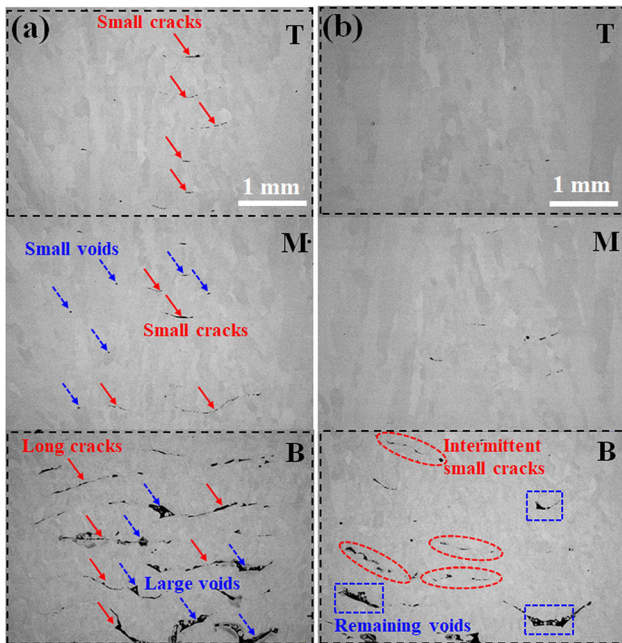 (a)
Small cracks
T
1 mm
Small voids
M
Small cracks
Long cracks
B
Large voids
(b)
T
1 mm
M
B
Intermittent
small cracks
Remaining voids